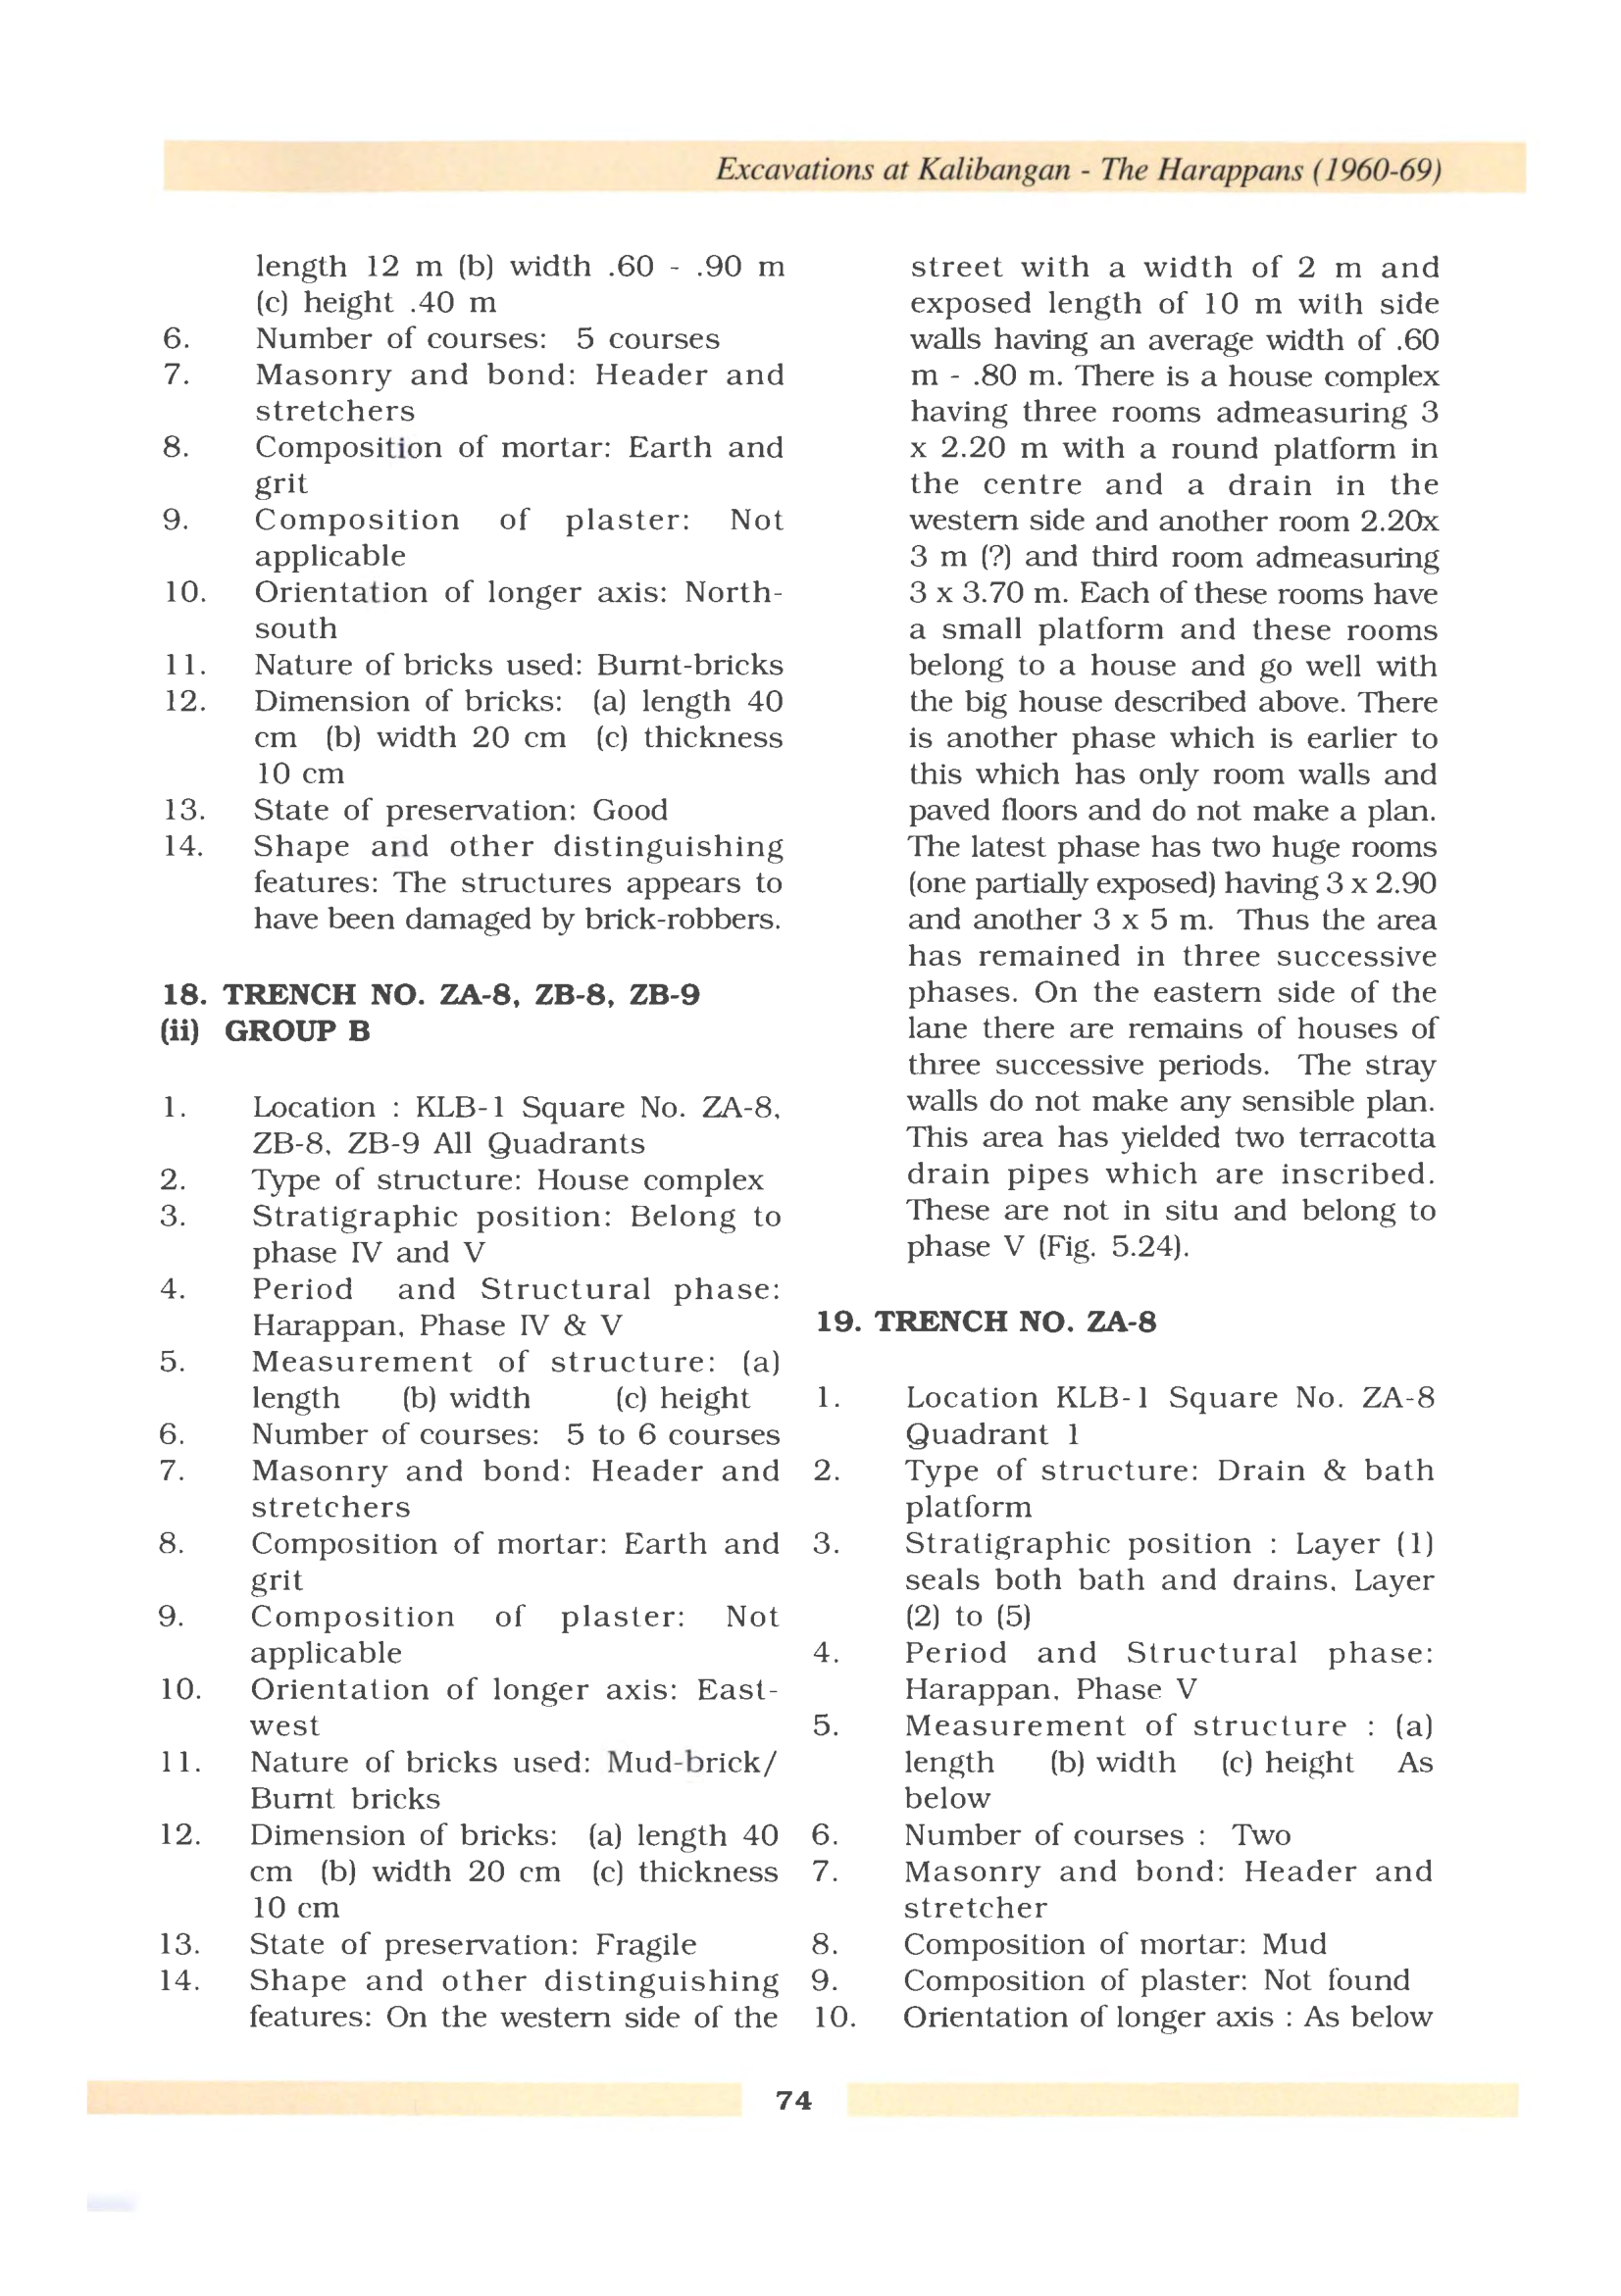 Excavations at Kalibangan - The Harappans (1960-69)
length 12 m (b) width .60 - .90 m
(c) height .40 m
6. Number of courses: 5 courses
7. Masonry and bond: Header and
stretchers
8. Composition of mortar: Earth and
grit
9. Composition of plaster: Not
applicable
10. Orientation of longer axis: North-
south
11. Nature of bricks used: Burnt-bricks
12. Dimension of bricks: (a) length 40
cm (b) width 20 cm (c) thickness
10 cm
13. State of preservation: Good
14. Shape and other distinguishing
features: The structures appears to
have been damaged by brick-robbers.
18. TRENCH NO. ZA-8, ZB-8, ZB-9
(ii) GROUP B
1. Location : KLB-1 Square No. ZA-8,
ZB-8, ZB-9 All Quadrants
2. Type of structure: House complex
3. Stratigraphic position: Belong to
phase IV and V
4. Period and Structural phase:
Harappan, Phase IV & V
5. Measurement of structure: (a)
length (b) width (c) height
6. Number of courses: 5 to 6 courses
7. Masonry and bond: Header and
stretchers
8. Composition of mortar: Earth and
grit
9. Composition of plaster: Not
applicable
10. Orientation of longer axis: East-
west
11. Nature of bricks used: Mud-brick/
Burnt bricks
12. Dimension of bricks: (a) length 40
cm (b) width 20 cm (c) thickness
10 cm
13. State of preservation: Fragile
14. Shape and other distinguishing
features: On the western side of the
street with a width of 2 m and
exposed length of 10 m with side
walls having an average width of .60
m - .80 m. There is a house complex
having three rooms admeasuring 3
x 2.20 m with a round platform in
the centre and a drain in the
western side and another room 2.20x
3 m (?) and third room admeasuring
3 x 3.70 m. Each of these rooms have
a small platform and these rooms
belong to a house and go well with
the big house described above. There
is another phase which is earlier to
this which has only room walls and
paved floors and do not make a plan.
The latest phase has two huge rooms
(one partially exposed) having 3 x 2.90
and another 3 x 5 m. Thus the area
has remained in three successive
phases. On the eastern side of the
lane there are remains of houses of
three successive periods. The stray
walls do not make any sensible plan.
This area has yielded two terracotta
drain pipes which are inscribed.
These are not in situ and belong to
phase V (Fig. 5.24).
19. TRENCH NO. ZA-8
1. Location KLB-1 Square No. ZA-8
Quadrant 1
2. Type of structure: Drain & bath
platform
3. Stratigraphic position : Layer (1)
seals both bath and drains, Layer
(2) to (5)
4. Period and Structural phase:
Harappan, Phase V
5. Measurement of structure : (a)
length (b) width (c) height As
below
6. Number of courses : Two
7. Masonry and bond: Header and
stretcher
8. Composition of mortar: Mud
9. Composition of plaster: Not found
10. Orientation of longer axis : As below
74